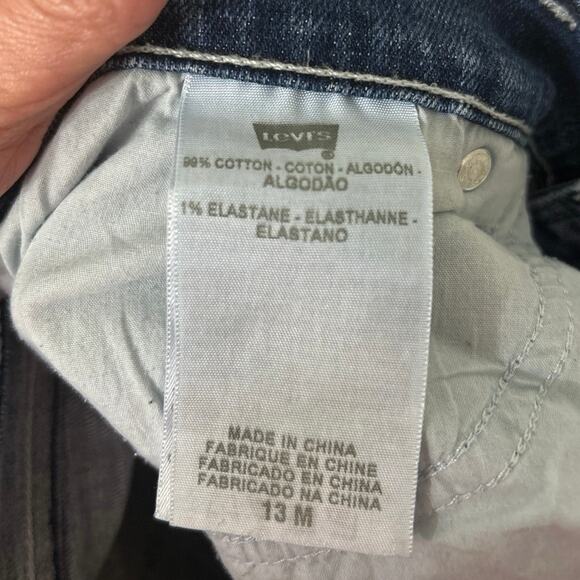 Levi's
®
99% COTTON - COTON - ALGODÓN -
ALGODÃO
1% ELASTANE - ÉLASTHANNE -
ELASTANO
MADE IN CHINA
FABRIQUE EN CHINE
FABRICADO EN CHINA
FABRICADO NA CHINA
13 M